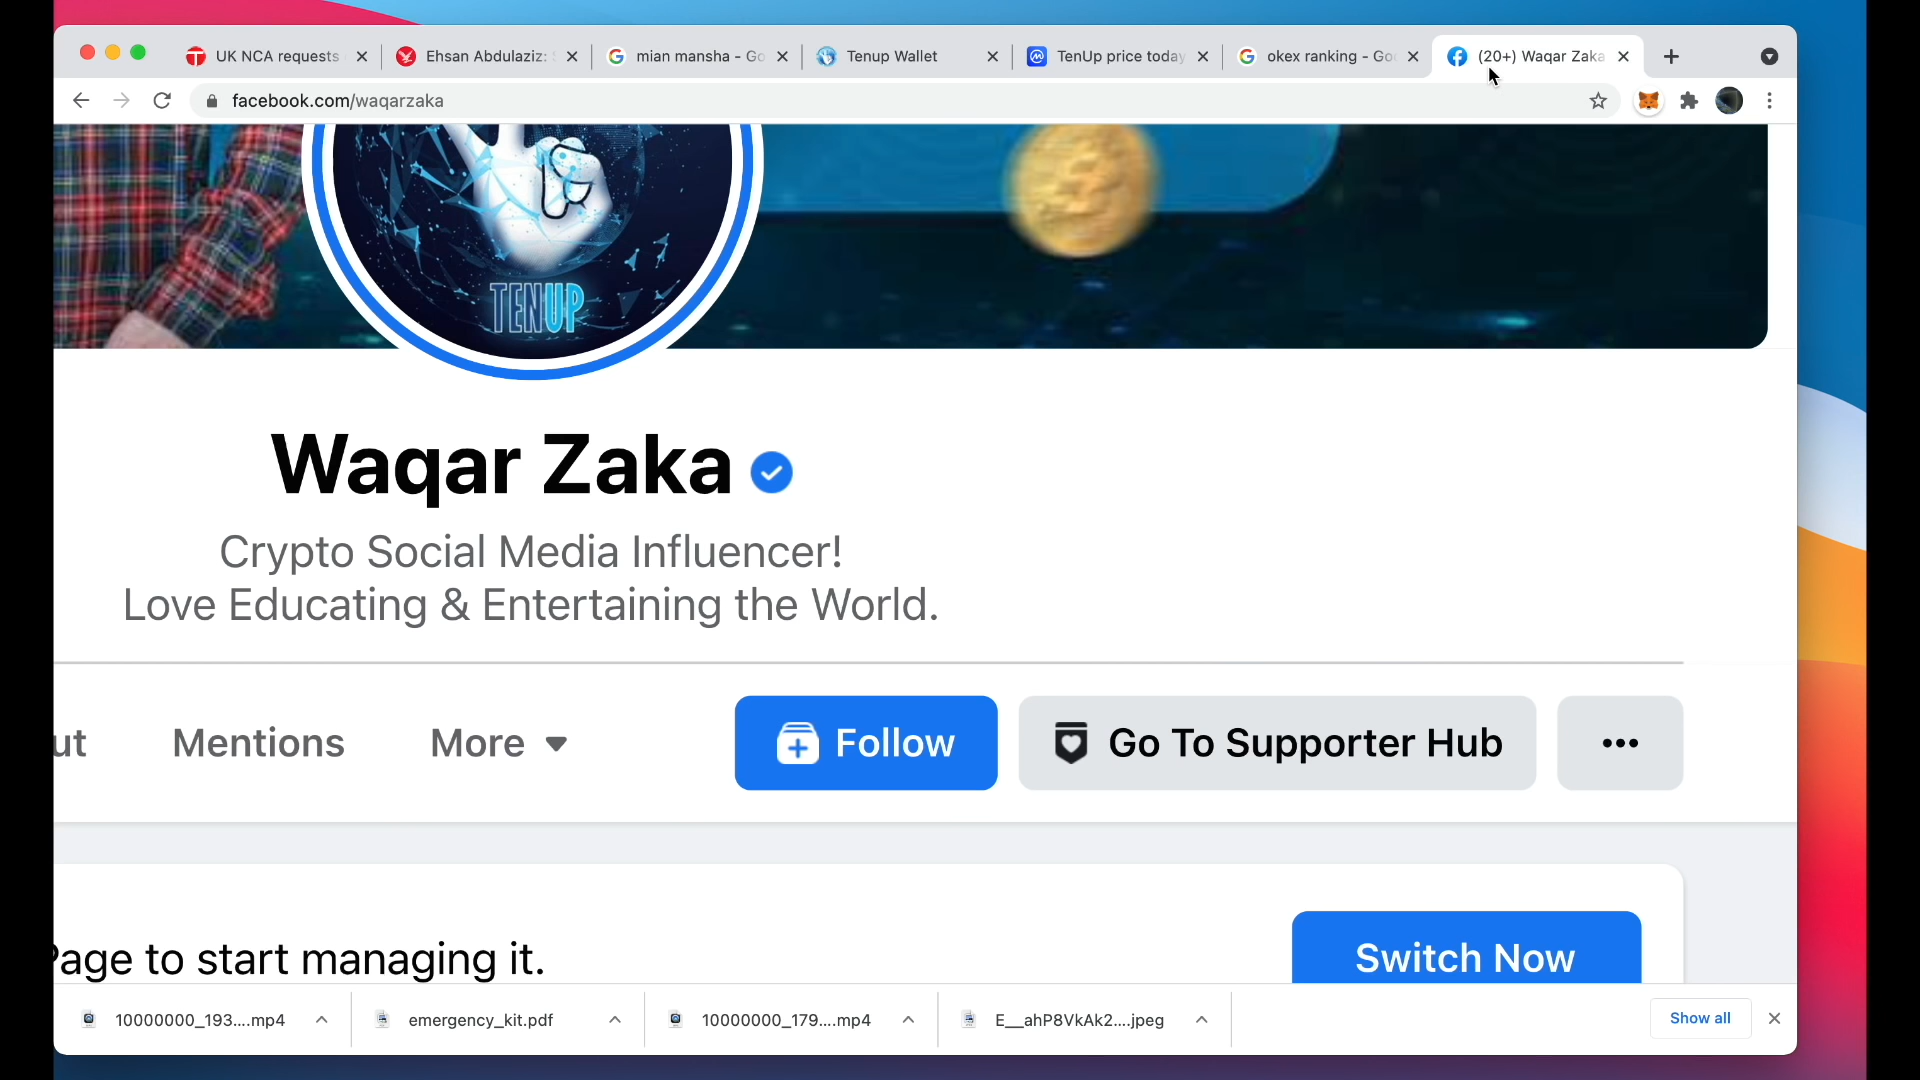 UK NCA requests
Ehsan Abdulaziz:
mian mansha - Go
Tenup Wallet
TenUp price today
okex ranking - Goo
(20+) Waqar Zaka
facebook.com/waqarzaka
TENUP
Waqar Zaka
Crypto Social Media Influencer!
Love Educating & Entertaining the World.
ut
Mentions
More
Follow
Go To Supporter Hub
Page to start managing it.
Switch Now
10000000_193....mp4
emergency_kit.pdf
10000000_179....mp4
E__ahP8VkAk2....jpeg
Show all